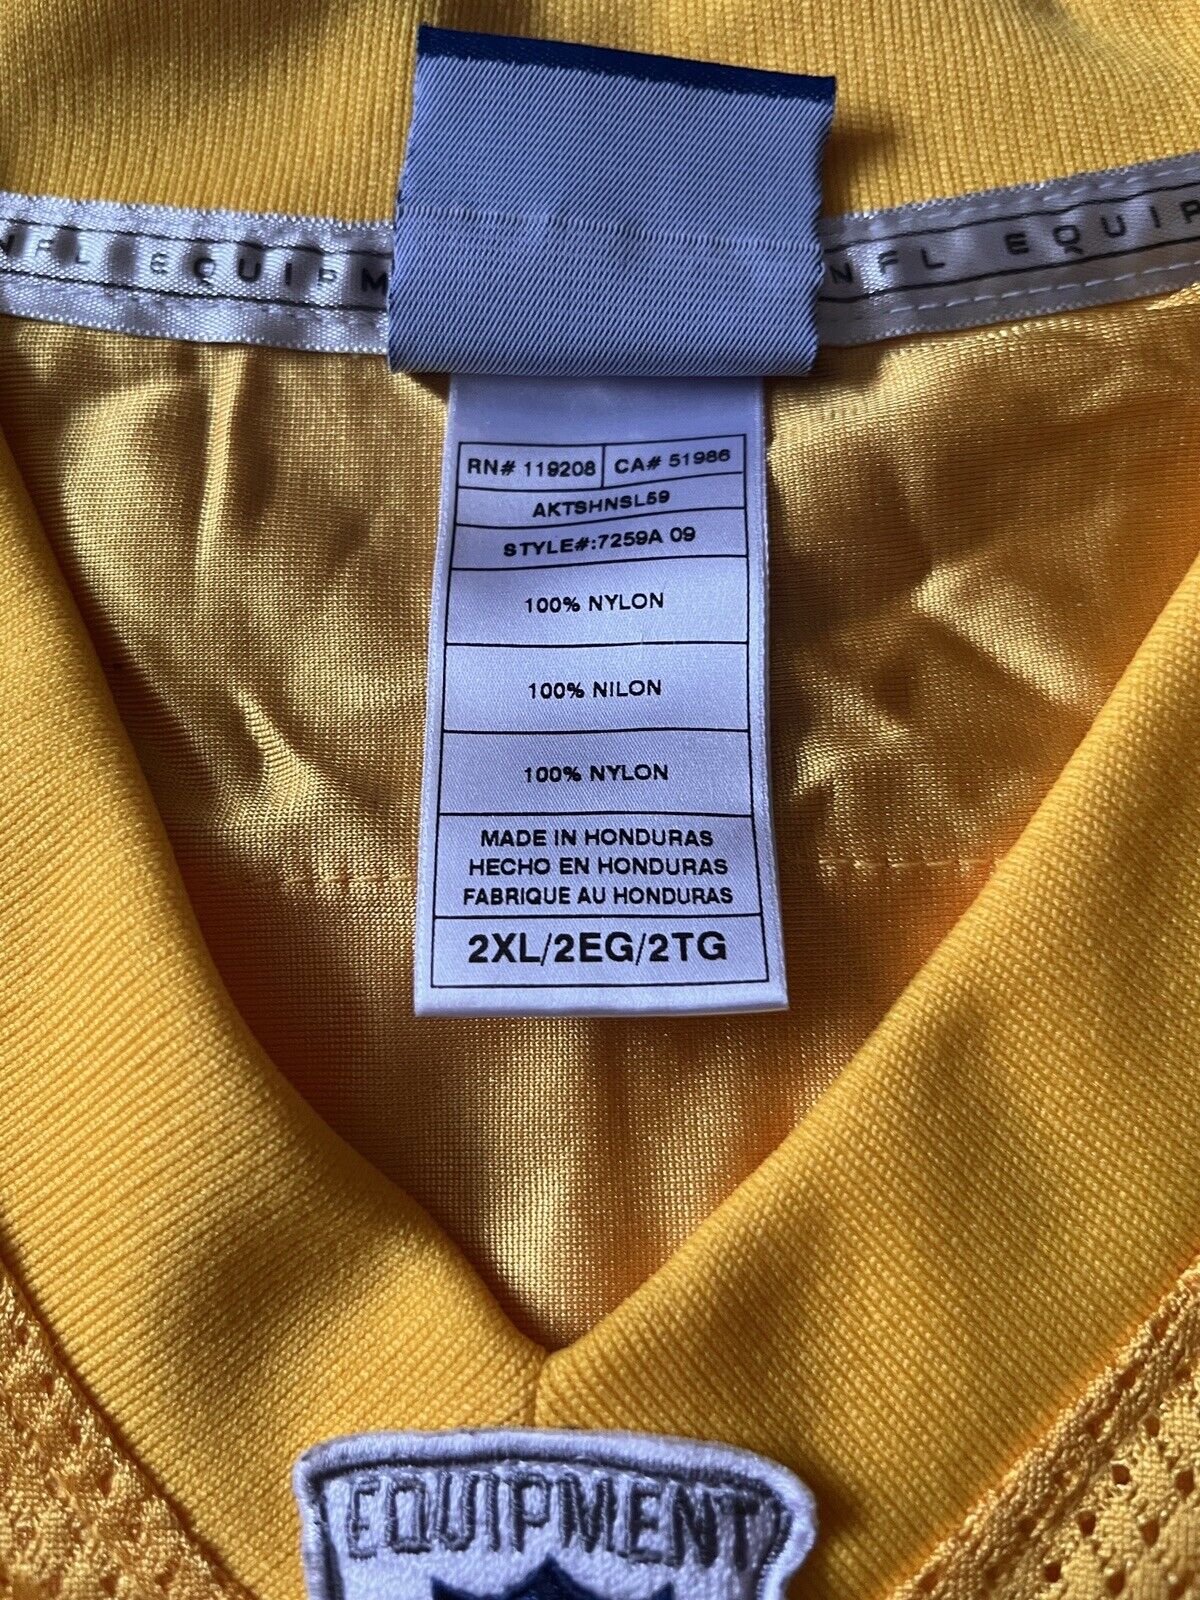 NFL EQUIPM
NFL EQUIP
RN# 119208 CA# 51986
AKTSHNSL59
STYLE#:7259A 09
100% NYLON
100% NILON
100% NYLON
MADE IN HONDURAS
HECHO EN HONDURAS
FABRIQUE AU HONDURAS
2XL/2EG/2TG
EQUIPMENT